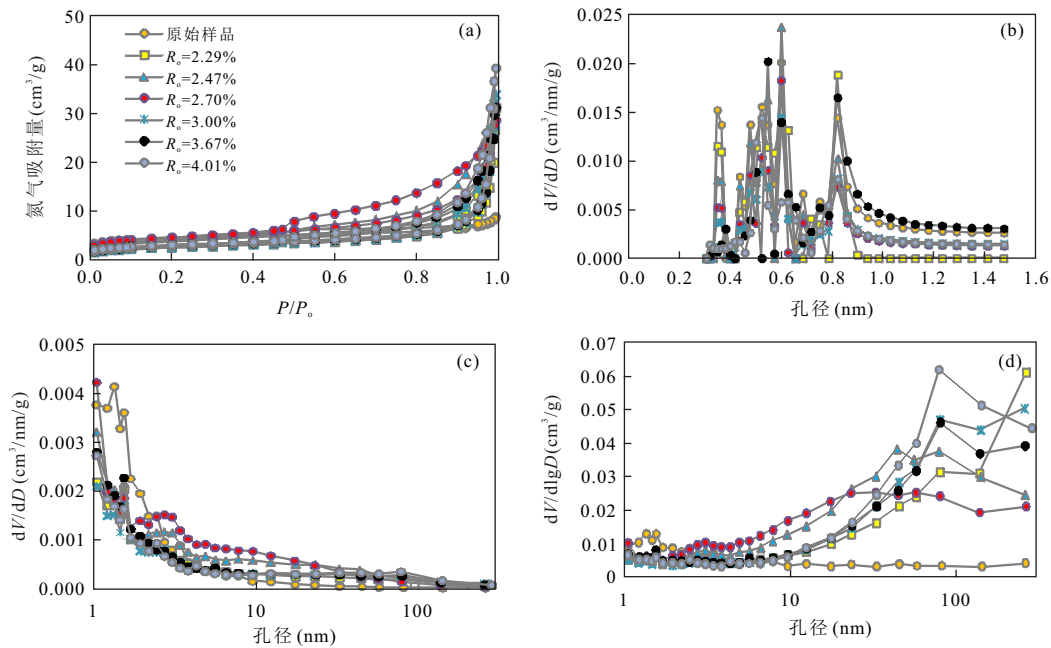 (a)
氮气吸附量(cm³/g)
50
40
30
20
10
0
原始样品
Rₒ=2.29%
Rₒ=2.47%
Rₒ=2.70%
Rₒ=3.00%
Rₒ=3.67%
Rₒ=4.01%
0.0 0.2 0.4 0.6 0.8 1.0
P/Pₒ
(b)
dV/dD (cm³/nm/g)
0.025
0.020
0.015
0.010
0.005
0.000
0.0 0.2 0.4 0.6 0.8 1.0 1.2 1.4 1.6
孔径(nm)
(c)
dV/dD (cm³/nm/g)
0.005
0.004
0.003
0.002
0.001
0.000
1 10 100
孔径(nm)
(d)
dV/dlgD(cm³/g)
0.07
0.06
0.05
0.04
0.03
0.02
0.01
0
1 10 100
孔径(nm)